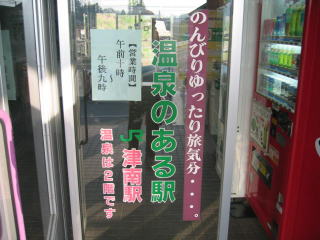 のんびりゆったり旅気分・・・。
温泉のある駅
JR津南駅
温泉は2階です
【営業時間】
午前十時
～
午後九時